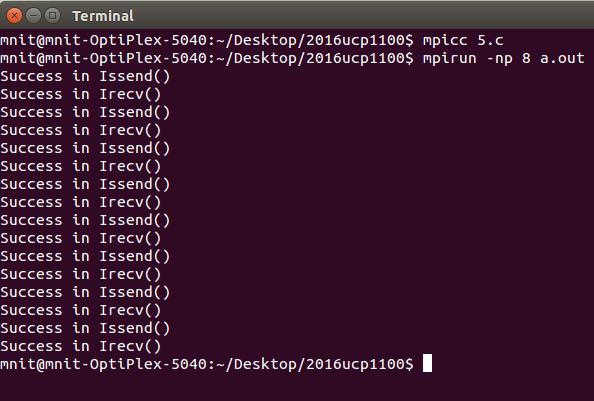 Terminal
mnit@mnit-OptiPlex-5040:~/Desktop/2016ucp1100$ mpicc 5.c
mnit@mnit-OptiPlex-5040:~/Desktop/2016ucp1100$ mpirun -np 8 a.out
Success in Issend()
Success in Irecv()
Success in Issend()
Success in Irecv()
Success in Issend()
Success in Irecv()
Success in Issend()
Success in Irecv()
Success in Issend()
Success in Irecv()
Success in Issend()
Success in Irecv()
Success in Issend()
Success in Irecv()
Success in Issend()
Success in Irecv()
mnit@mnit-OptiPlex-5040:~/Desktop/2016ucp1100$